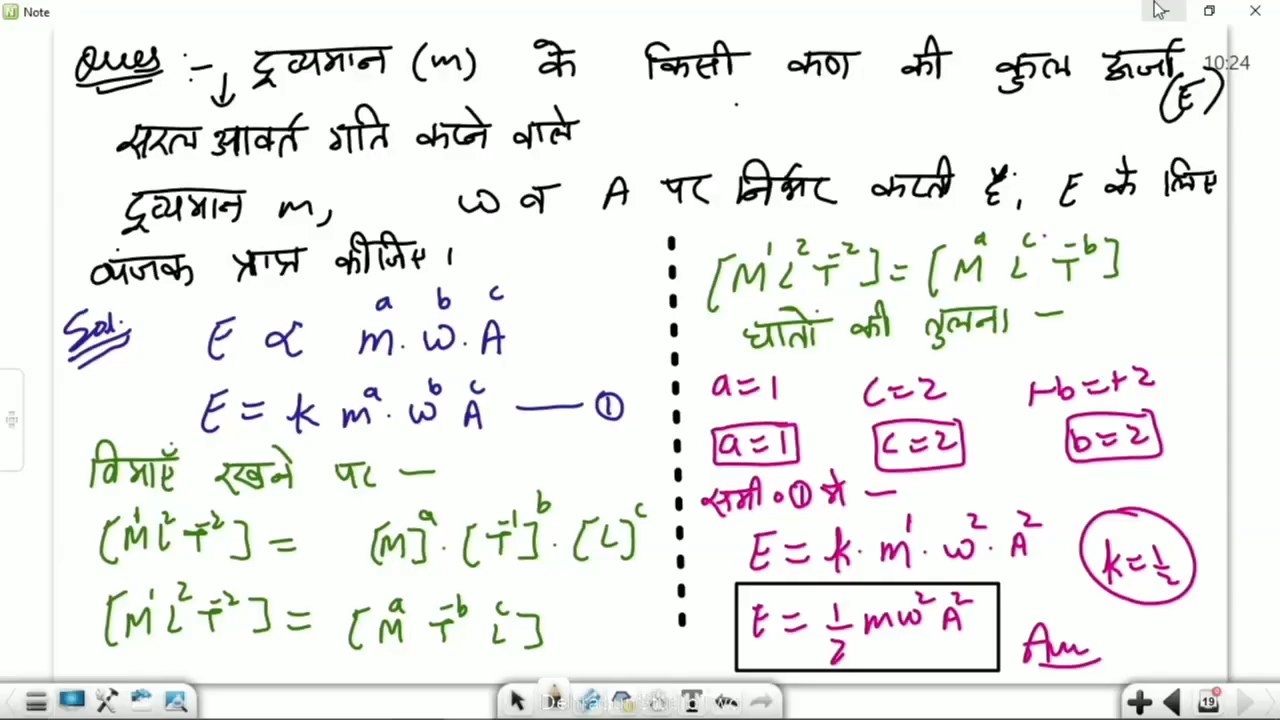 Note
10:24
Ques :- द्रव्यमान (m) के किसी कण की कुल ऊर्जा (E)
सरल आवर्त गति करने वाले
द्रव्यमान m, ω व A पर निर्भर करती है, E के लिए
व्यंजक प्राप्त कीजिए।
Sol. E ∝ m^a · ω^b · A^c
E = k m^a · ω^b A^c —— ①
विमाएँ रखने पर —
[M^1 L^2 T^-2] = [M]^a · [T^-1]^b · [L]^c
[M^1 L^2 T^-2] = [M^a T^-b L^c]
[M^1 L^2 T^-2] = [M^a L^c T^-b]
घातो की तुलना —
a=1 c=2 +b=+2
a=1 c=2 b=2
समी॰ ① से —
E = k · m^1 · ω^2 · A^2 k=1/2
E = 1/2 mω^2 A^2 Ans
19